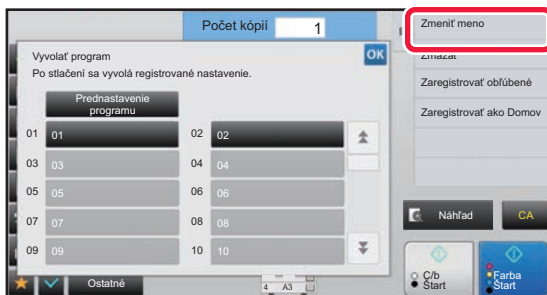 Počet kópií 1
Vyvolať program
OK
Po stlačení sa vyvolá registrované nastavenie.
Prednastavenie
programu
01 01
02 02
03 03
04 04
05 05
06 06
07 07
08 08
09 09
10 10
Ostatné
4 A3
Zmeniť meno
Zmazať
Zaregistrovať obľúbené
Zaregistrovať ako Domov
Náhľad
CA
Č/b
Štart
Farba
Štart